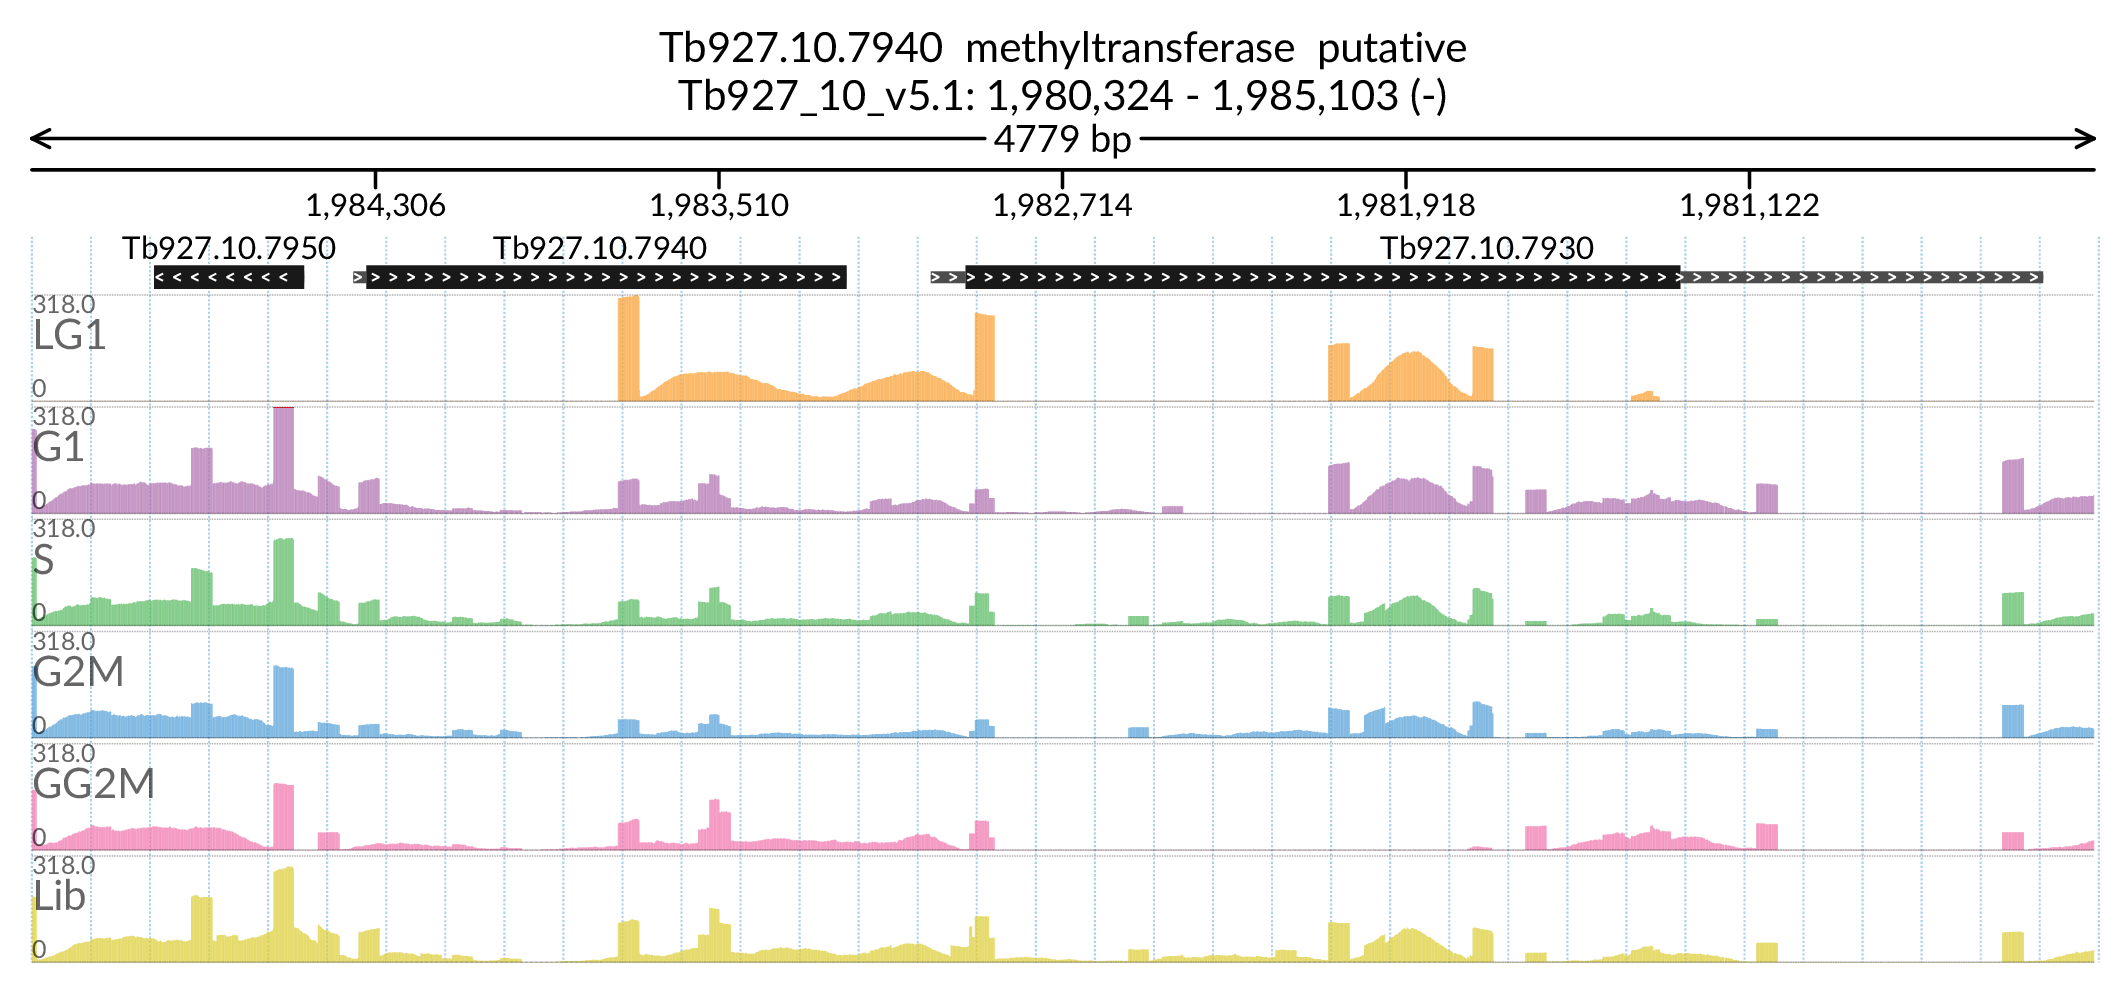 Tb927.10.7940 methyltransferase putative
Tb927_10_v5.1: 1,980,324 - 1,985,103 (-)
4779 bp
1,984,306 1,983,510 1,982,714 1,981,918 1,981,122
Tb927.10.7950 Tb927.10.7940 Tb927.10.7930
318.0
LG1
0
318.0
G1
0
318.0
S
0
318.0
G2M
0
318.0
GG2M
0
318.0
Lib
0